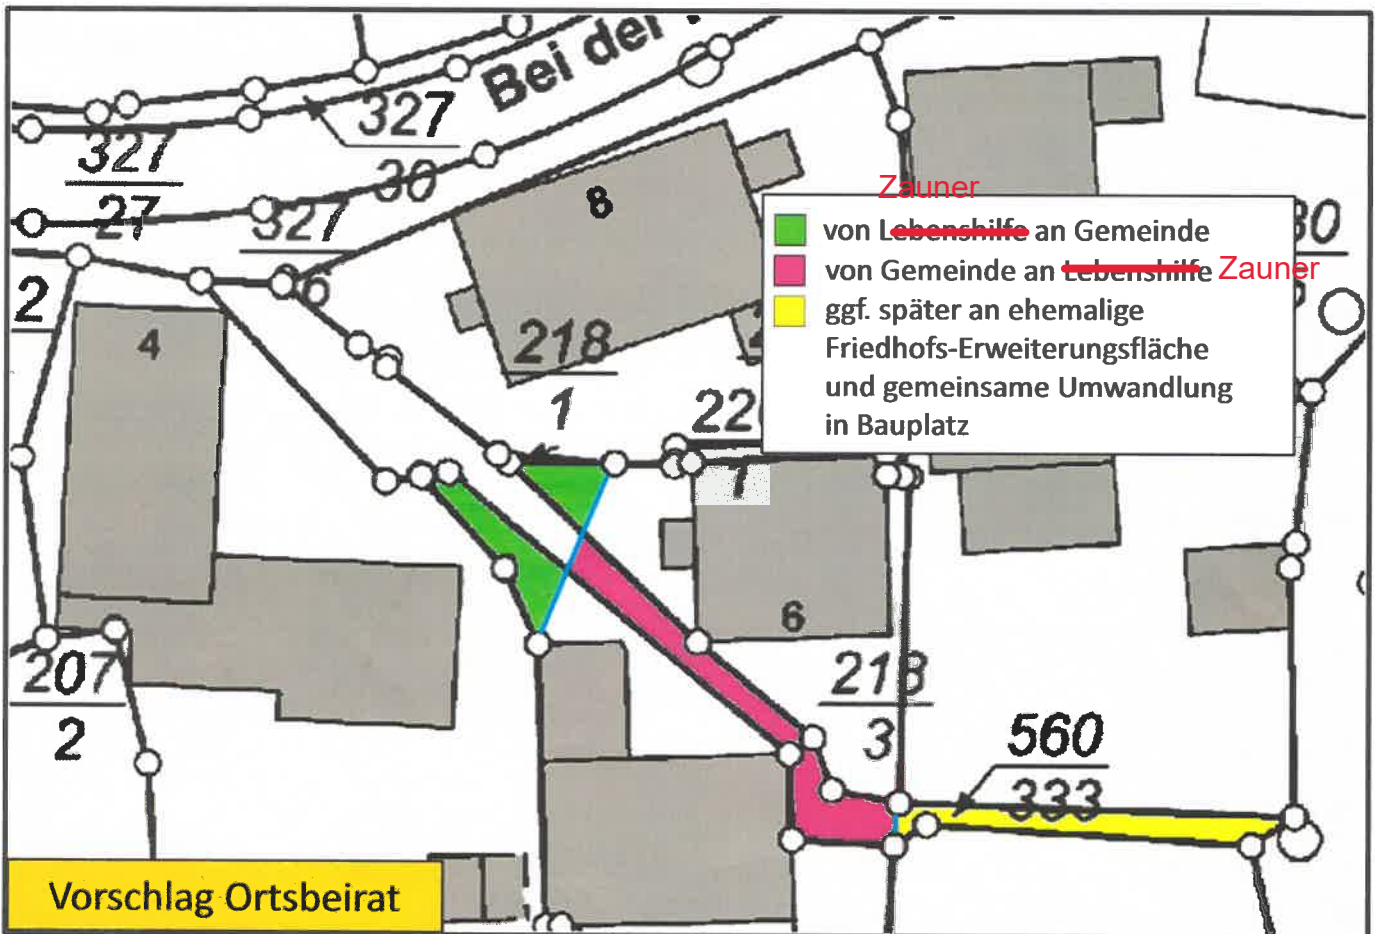 Bei der
327
30
327
27
327
6
8
Zauner
von Lebenshilfe an Gemeinde
von Gemeinde an Lebenshilfe Zauner
ggf. später an ehemalige
Friedhofs-Erweiterungsfläche
und gemeinsame Umwandlung
in Bauplatz
30
2
4
218
1
22
1
6
207
2
218
3
560
333
Vorschlag Ortsbeirat